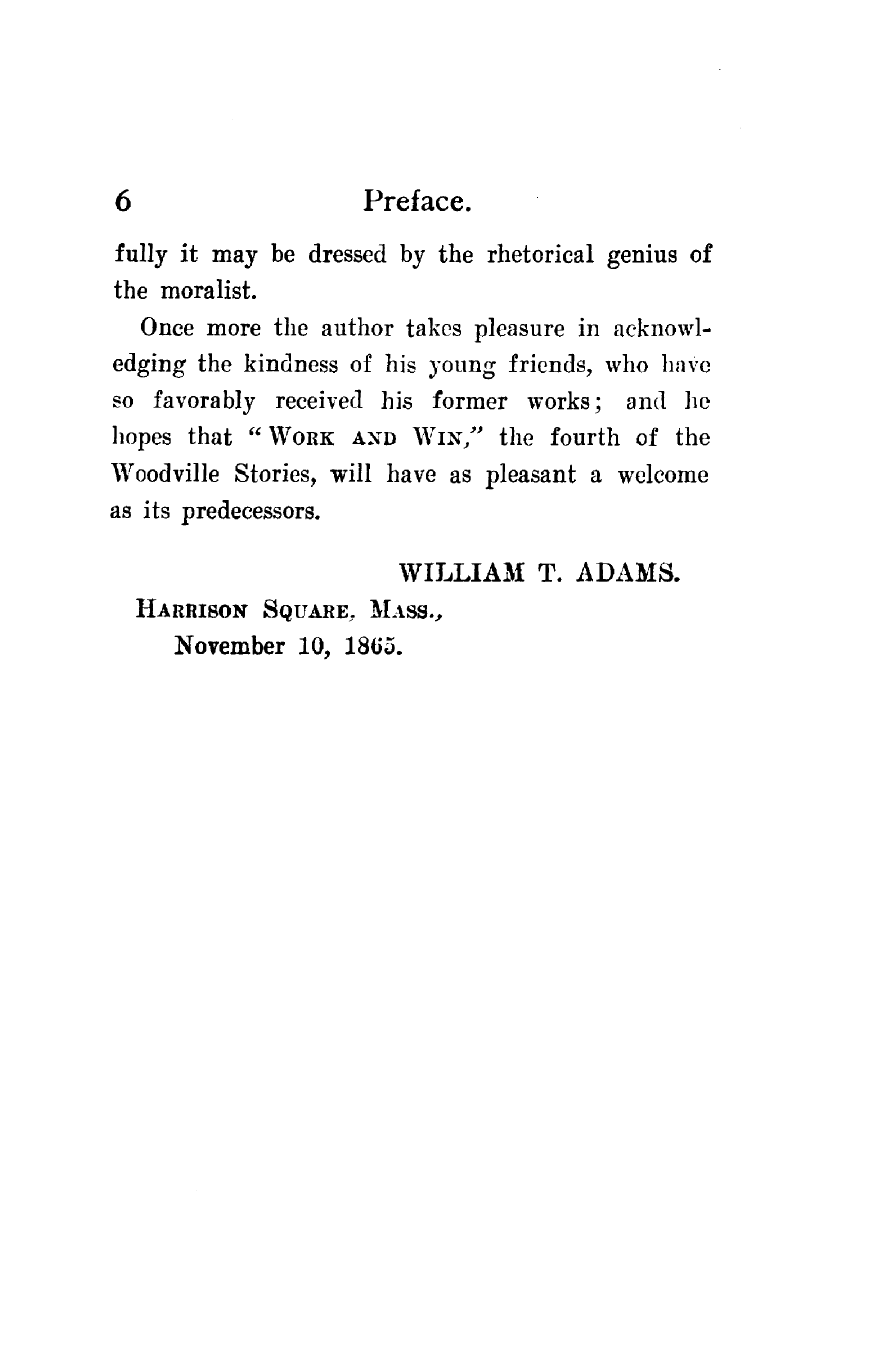 6 Preface.
fully it may be dressed by the rhetorical genius of
the moralist.
Once more the author takes pleasure in acknowl-
edging the kindness of his young friends, who have
so favorably received his former works; and he
hopes that “WORK AND WIN,” the fourth of the
Woodville Stories, will have as pleasant a welcome
as its predecessors.
WILLIAM T. ADAMS.
HARRISON SQUARE, MASS.,
November 10, 1865.